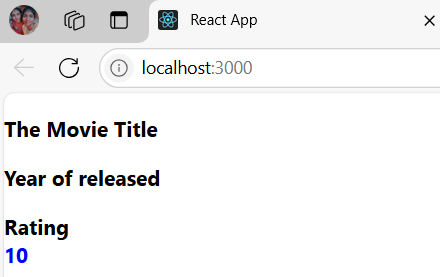 React App
localhost:3000
The Movie Title
Year of released
Rating
10